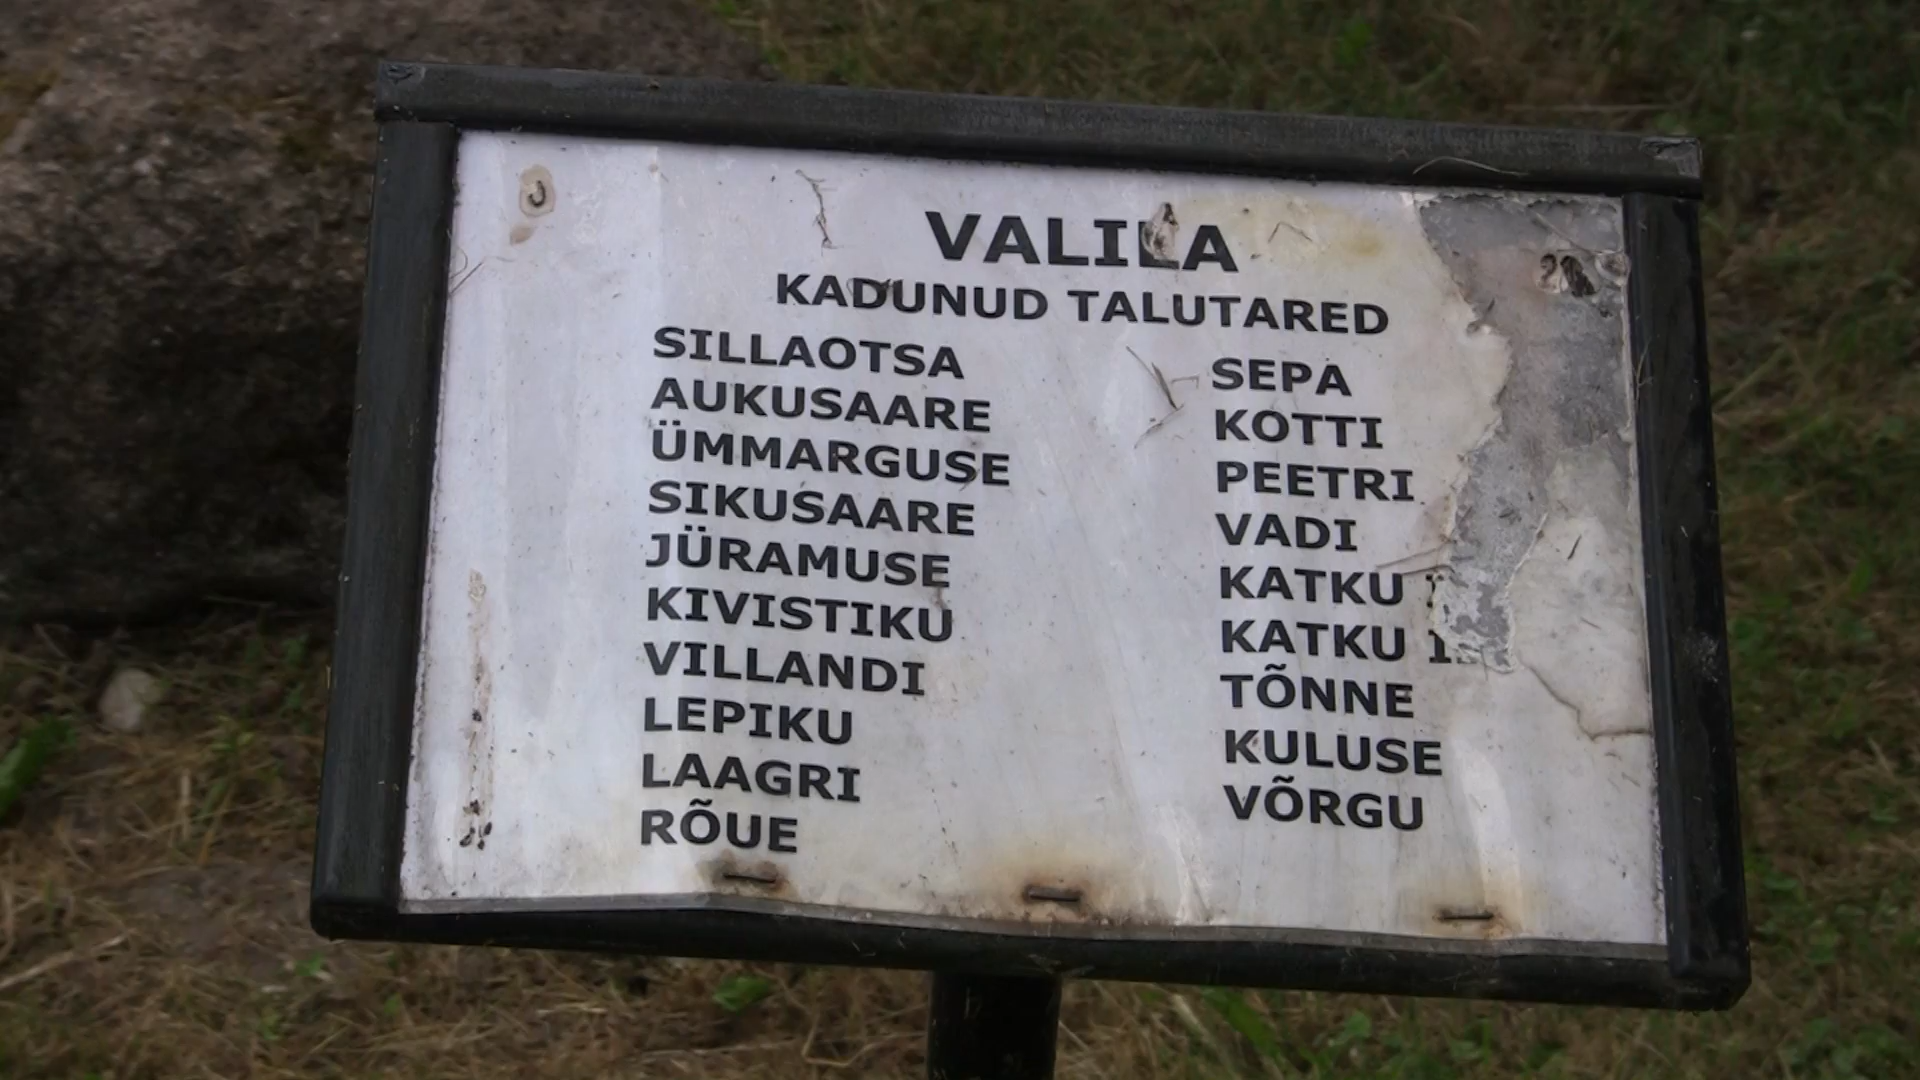 VALILA
KADUNUD TALUTARED
SILLAOTSA
AUKUSAARE
ÜMMARGUSE
SIKUSAARE
JÜRAMUSE
KIVISTIKU
VILLANDI
LEPIKU
LAAGRI
RÕUE
SEPA
KOTTI
PEETRI
VADI
KATKU
KATKU
TÕNNE
KULUSE
VÕRGU